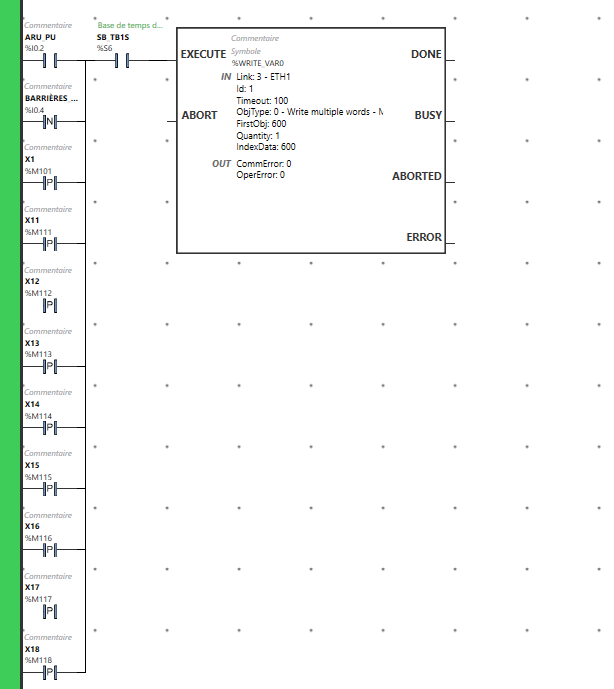 Commentaire
ARU_PU
%I0.2
Base de temps d...
SB_TB1S
%S6
Commentaire
Symbole
%WRITE_VAR0
EXECUTE
DONE
IN Link: 3 - ETH1
Id: 1
Timeout: 100
ObjType: 0 - Write multiple words - M
FirstObj: 600
Quantity: 1
IndexData: 600
ABORT
BUSY
OUT CommError: 0
OperError: 0
ABORTED
ERROR
Commentaire
BARRIÈRES_...
%I0.4
N
Commentaire
X1
%M101
P
Commentaire
X11
%M111
P
Commentaire
X12
%M112
P
Commentaire
X13
%M113
P
Commentaire
X14
%M114
P
Commentaire
X15
%M115
P
Commentaire
X16
%M116
P
Commentaire
X17
%M117
P
Commentaire
X18
%M118
P